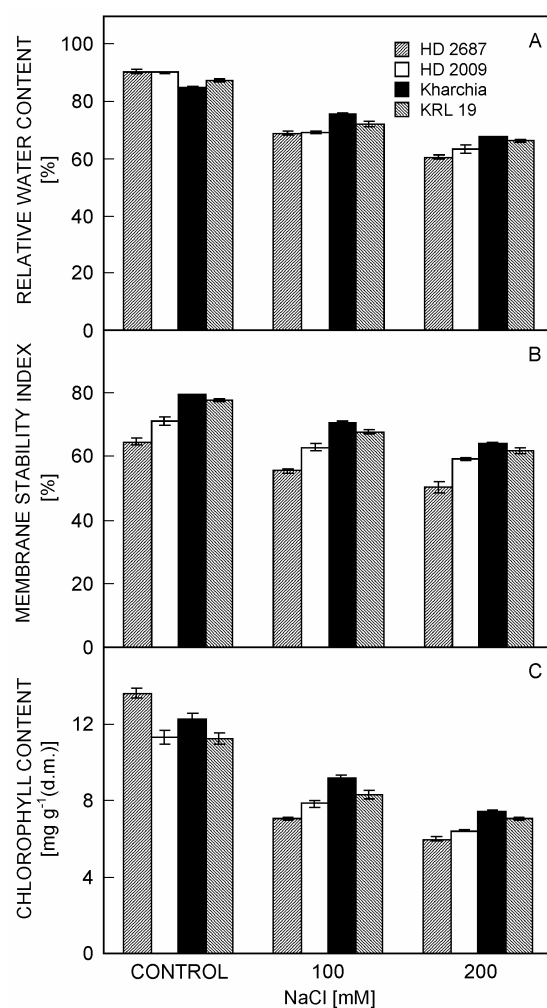 A
HD 2687
HD 2009
Kharchia
KRL 19
RELATIVE WATER CONTENT
[%]
100
80
60
40
20
0
B
MEMBRANE STABILITY INDEX
[%]
80
60
40
20
0
C
CHLOROPHYLL CONTENT
[mg g-1(d.m.)]
12
8
4
0
CONTROL 100 200
NaCl [mM]